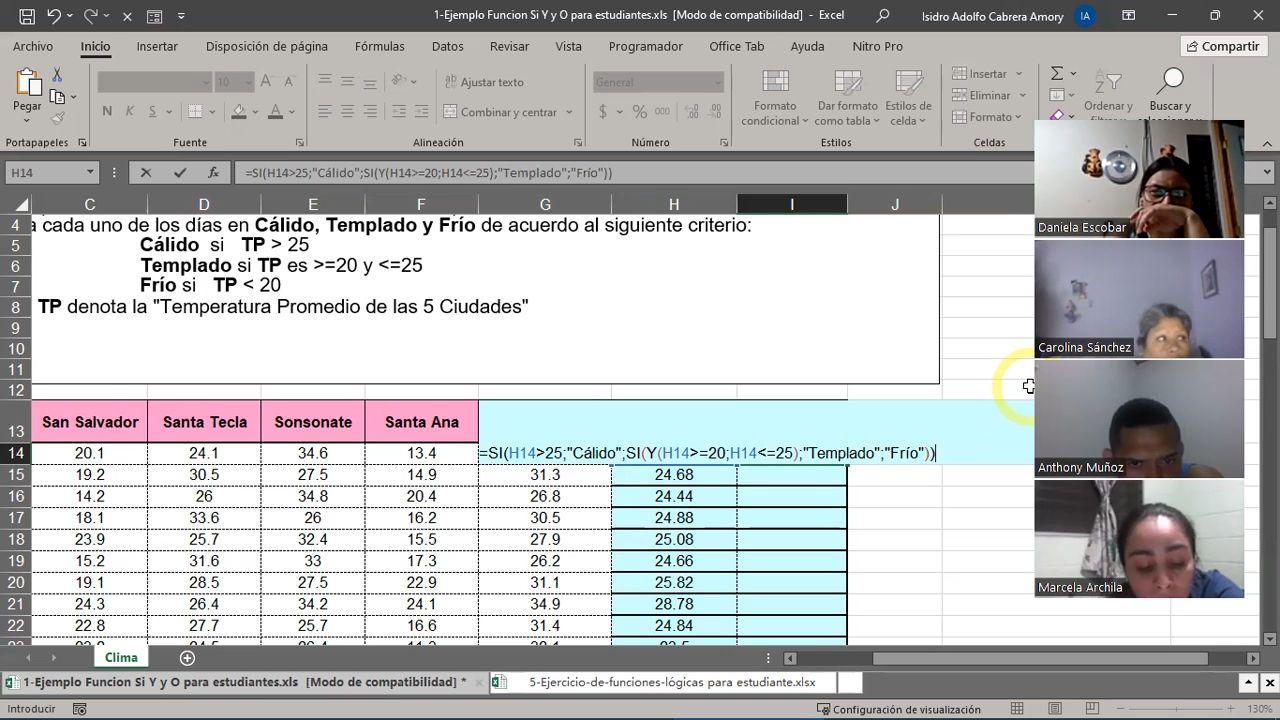 1-Ejemplo Funcion Si Y y O para estudiantes.xls [Modo de compatibilidad] - Excel
Isidro Adolfo Cabrera Amory
IA
Archivo Inicio Insertar Disposición de página Fórmulas Datos Revisar Vista Programador Office Tab Ayuda Nitro Pro
Compartir
Pegar
10
N K S
Ajustar texto
Combinar y centrar
General
$ % 000
Formato condicional
Dar formato como tabla
Estilos de celda
Insertar
Eliminar
Formato
Ordenar y
Buscar y
Portapapeles Fuente Alineación Número Estilos Celdas
H14 =SI(H14>25;"Cálido";SI(Y(H14>=20;H14<=25);"Templado";"Frío"))
C D E F G H I J
4 a cada uno de los días en Cálido, Templado y Frío de acuerdo al siguiente criterio:
5 Cálido si TP > 25
6 Templado si TP es >=20 y <=25
7 Frío si TP < 20
8 TP denota la "Temperatura Promedio de las 5 Ciudades"
9
10
11
12
13 San Salvador Santa Tecla Sonsonate Santa Ana
14 20.1 24.1 34.6 13.4 =SI(H14>25;"Cálido";SI(Y(H14>=20;H14<=25);"Templado";"Frío"))
15 19.2 30.5 27.5 14.9 31.3 24.68
16 14.2 26 34.8 20.4 26.8 24.44
17 18.1 33.6 26 16.2 30.5 24.88
18 23.9 25.7 32.4 15.5 27.9 25.08
19 15.2 31.6 33 17.3 26.2 24.66
20 19.1 28.5 27.5 22.9 31.1 25.82
21 24.3 26.4 34.2 24.1 34.9 28.78
22 22.8 27.7 25.7 16.6 31.4 24.84
Daniela Escobar
Carolina Sánchez
Anthony Muñoz
Marcela Archila
Clima
1-Ejemplo Funcion Si Y y O para estudiantes.xls [Modo de compatibilidad] *
5-Ejercicio-de-funciones-lógicas para estudiante.xlsx
Introducir
Configuración de visualización
130%